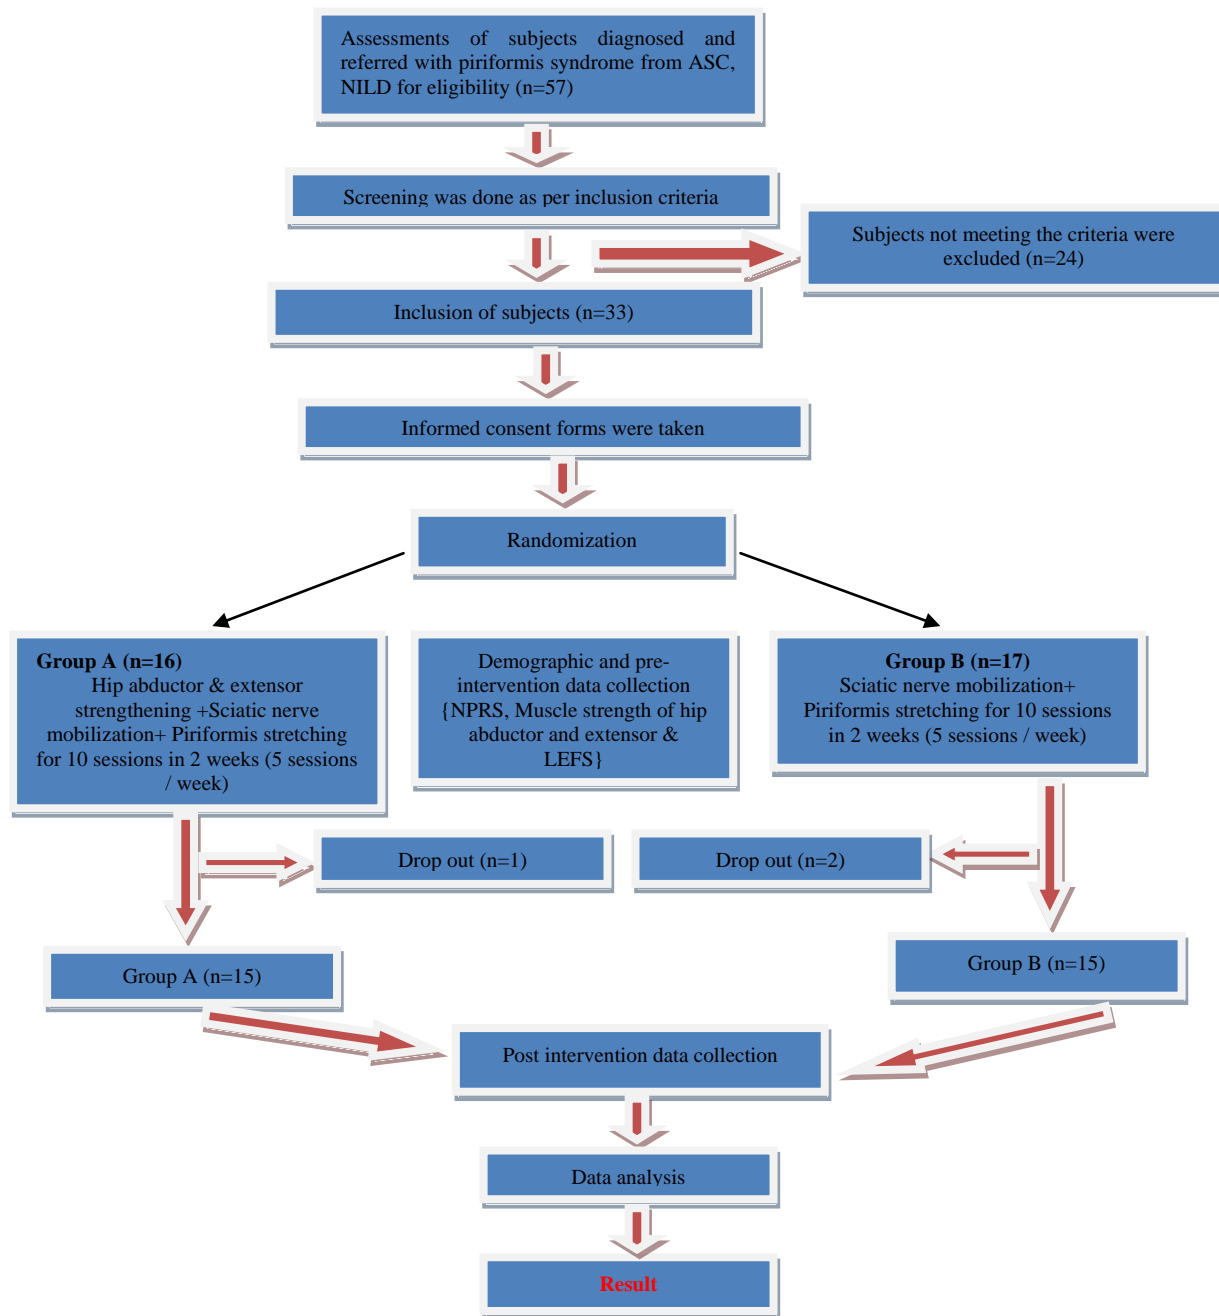 Assessments of subjects diagnosed and
referred with piriformis syndrome from ASC,
NILD for eligibility (n=57)
Screening was done as per inclusion criteria
Subjects not meeting the criteria were
excluded (n=24)
Inclusion of subjects (n=33)
Informed consent forms were taken
Randomization
Group A (n=16)
Hip abductor & extensor
strengthening +Sciatic nerve
mobilization+ Piriformis stretching
for 10 sessions in 2 weeks (5 sessions
/ week)
Demographic and pre-
intervention data collection
{NPRS, Muscle strength of hip
abductor and extensor &
LEFS}
Group B (n=17)
Sciatic nerve mobilization+
Piriformis stretching for 10 sessions
in 2 weeks (5 sessions / week)
Drop out (n=1)
Drop out (n=2)
Group A (n=15)
Group B (n=15)
Post intervention data collection
Data analysis
Result